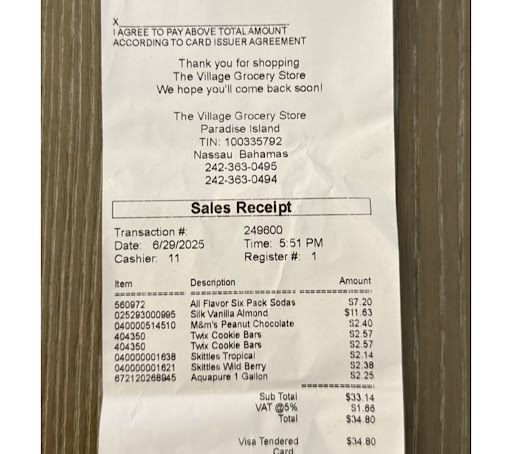 X
I AGREE TO PAY ABOVE TOTAL AMOUNT
ACCORDING TO CARD ISSUER AGREEMENT
Thank you for shopping
The Village Grocery Store
We hope you'll come back soon!
The Village Grocery Store
Paradise Island
TIN: 100335792
Nassau Bahamas
242-363-0495
242-363-0494
Sales Receipt
Transaction #: 249600
Date: 6/29/2025 Time: 5:51 PM
Cashier: 11 Register #: 1
Item Description Amount
560972 All Flavor Six Pack Sodas $7.20
025293000995 Silk Vanilla Almond $11.63
040000514510 M&m's Peanut Chocolate $2.40
404350 Twix Cookie Bars $2.57
404350 Twix Cookie Bars $2.57
040000001638 Skittles Tropical $2.14
040000001621 Skittles Wild Berry $2.38
672120268945 Aquapure 1 Gallon $2.25
Sub Total $33.14
VAT @5% $1.66
Total $34.80
Visa Tendered $34.80
Card